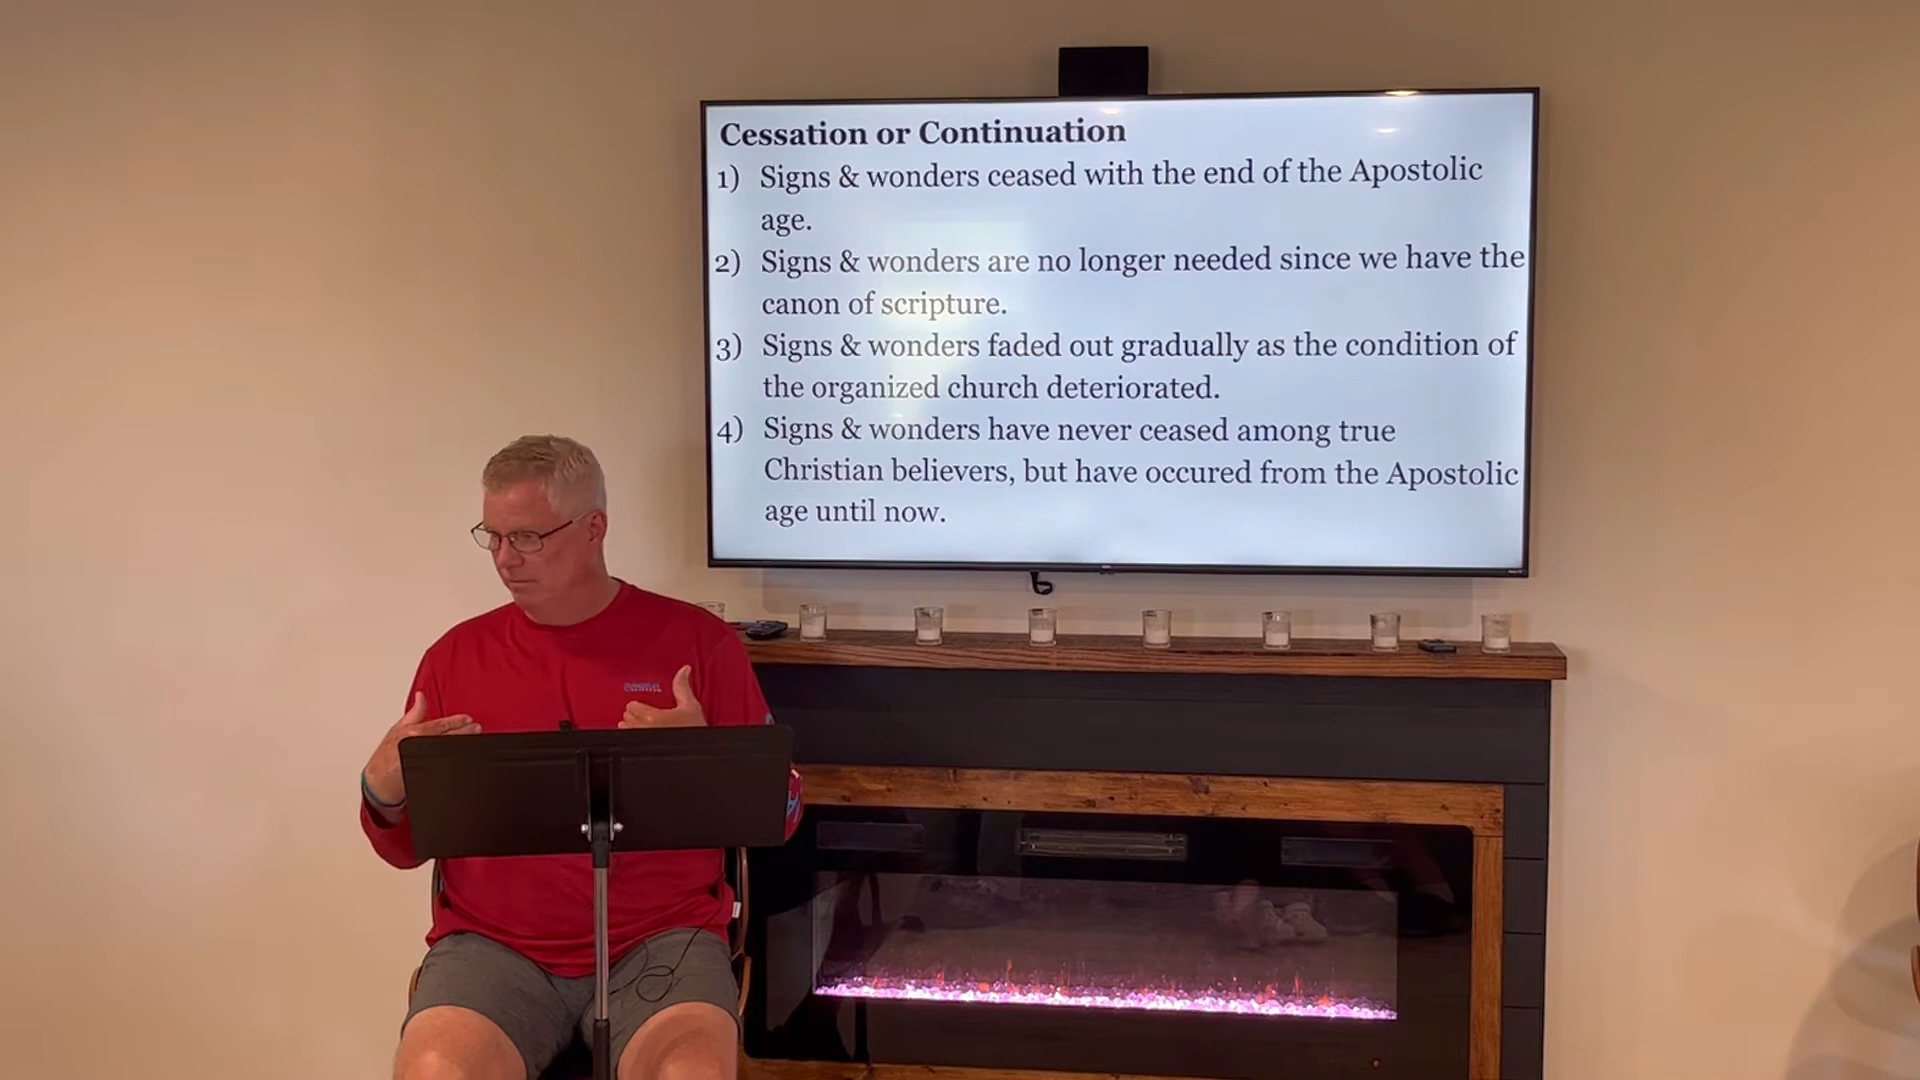 Cessation or Continuation
1) Signs & wonders ceased with the end of the Apostolic
age.
2) Signs & wonders are no longer needed since we have the
canon of scripture.
3) Signs & wonders faded out gradually as the condition of
the organized church deteriorated.
4) Signs & wonders have never ceased among true
Christian believers, but have occured from the Apostolic
age until now.